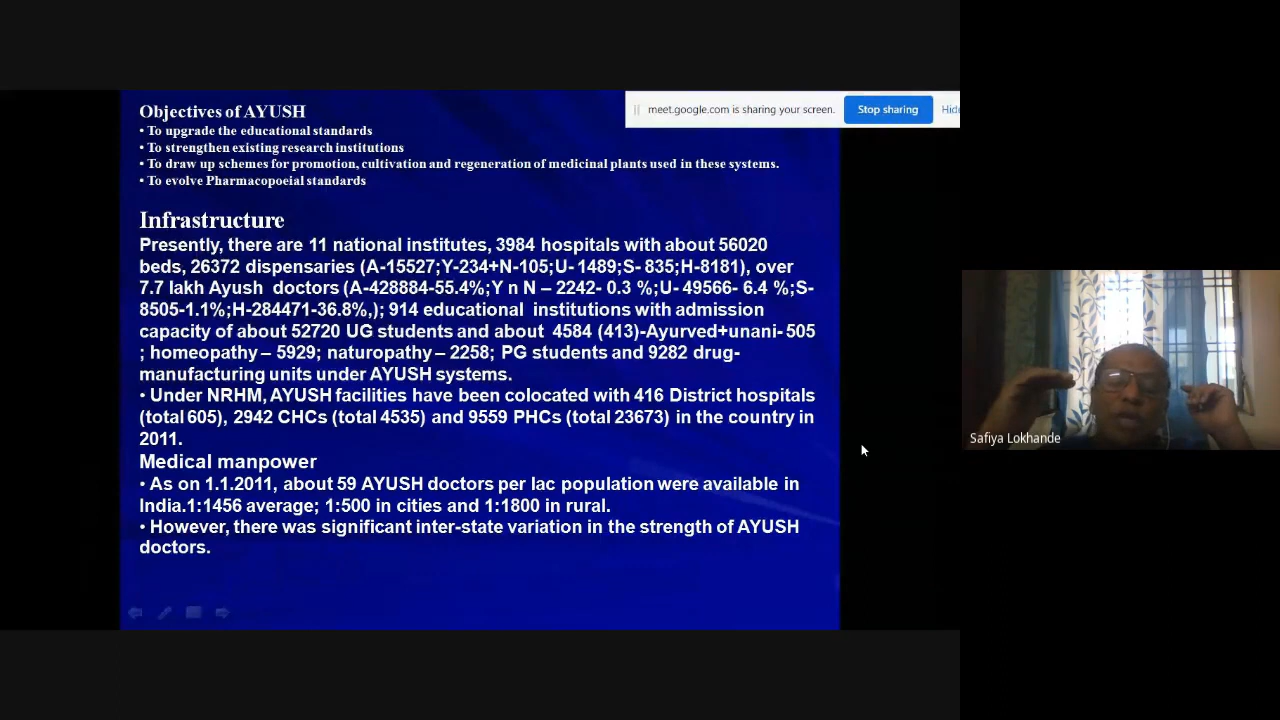 Objectives of AYUSH
• To upgrade the educational standards
• To strengthen existing research institutions
• To draw up schemes for promotion, cultivation and regeneration of medicinal plants used in these systems.
• To evolve Pharmacopoeial standards
meet.google.com is sharing your screen.
Stop sharing
Hide
Infrastructure
Presently, there are 11 national institutes, 3984 hospitals with about 56020
beds, 26372 dispensaries (A-15527;Y-234+N-105;U- 1489;S- 835;H-8181), over
7.7 lakh Ayush doctors (A-428884-55.4%;Y n N – 2242- 0.3 %;U- 49566- 6.4 %;S-
8505-1.1%;H-284471-36.8%,); 914 educational institutions with admission
capacity of about 52720 UG students and about 4584 (413)-Ayurved+unani- 505
; homeopathy – 5929; naturopathy – 2258; PG students and 9282 drug-
manufacturing units under AYUSH systems.
• Under NRHM, AYUSH facilities have been colocated with 416 District hospitals
(total 605), 2942 CHCs (total 4535) and 9559 PHCs (total 23673) in the country in
2011.
Medical manpower
• As on 1.1.2011, about 59 AYUSH doctors per lac population were available in
India.1:1456 average; 1:500 in cities and 1:1800 in rural.
• However, there was significant inter-state variation in the strength of AYUSH
doctors.
Safiya Lokhande